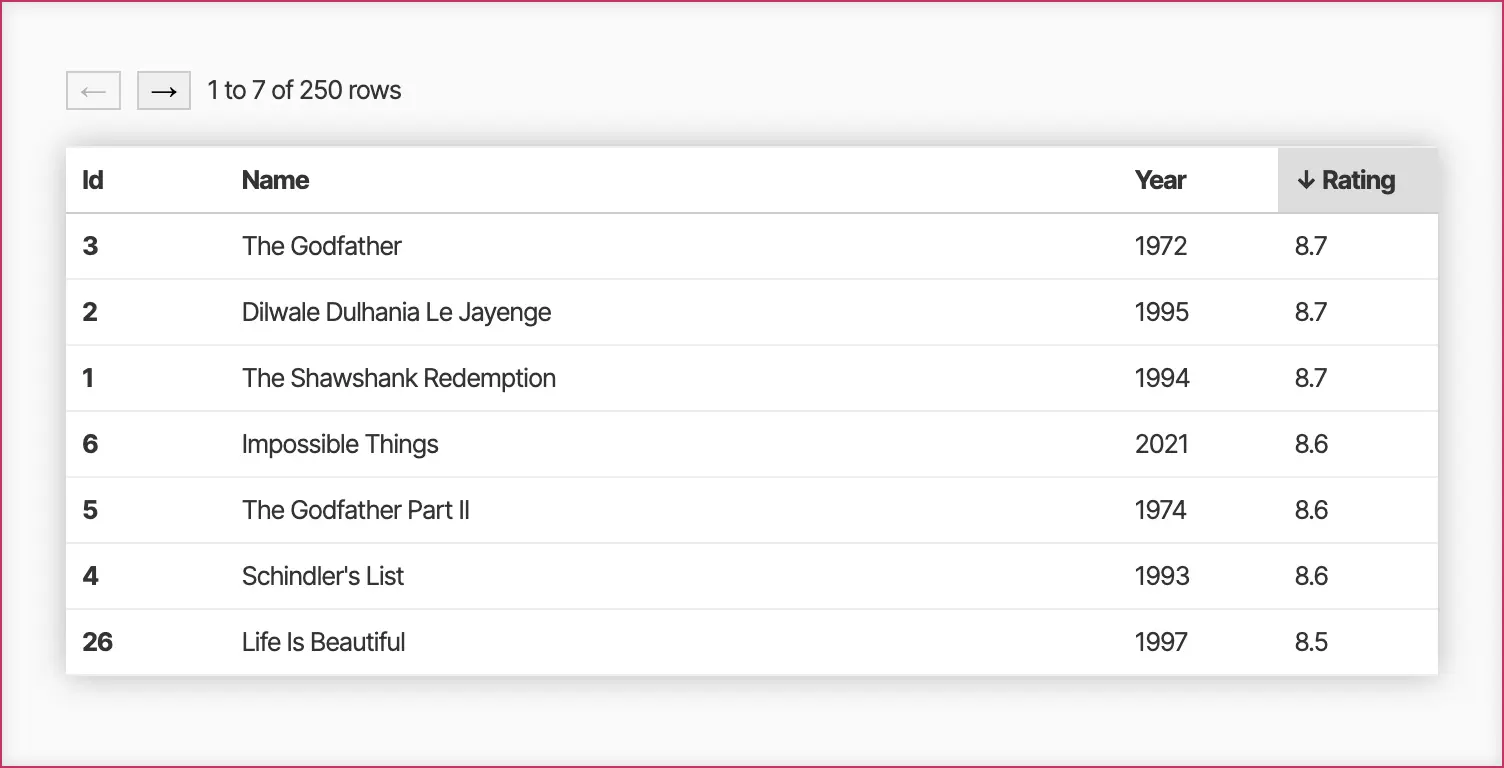 ← → 1 to 7 of 250 rows
Id Name Year ↓ Rating
3 The Godfather 1972 8.7
2 Dilwale Dulhania Le Jayenge 1995 8.7
1 The Shawshank Redemption 1994 8.7
6 Impossible Things 2021 8.6
5 The Godfather Part II 1974 8.6
4 Schindler's List 1993 8.6
26 Life Is Beautiful 1997 8.5